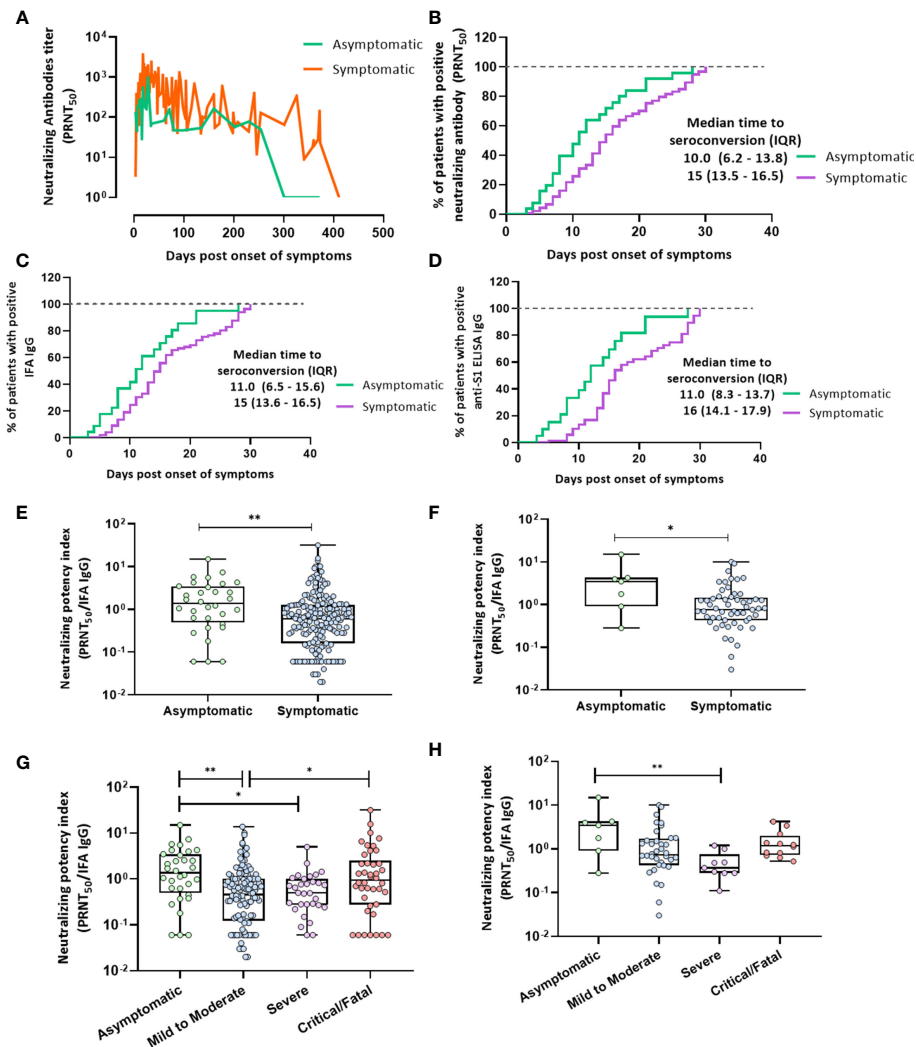 A
Neutralizing Antibodies titer
(PRNT50)
10^4
10^3
10^2
10^1
10^0
0
100
200
300
400
500
Days post onset of symptoms
Asymptomatic
Symptomatic
B
% of patients with positive
neutralizing antibody (PRNT50)
120
100
80
60
40
20
0
0
10
20
30
40
Days post onset of symptoms
Median time to
seroconversion (IQR)
10.0 (6.2 - 13.8) Asymptomatic
15 (13.5 - 16.5) Symptomatic
C
% of patients with positive
IFA IgG
120
100
80
60
40
20
0
0
10
20
30
40
Days post onset of symptoms
Median time to
seroconversion (IQR)
11.0 (6.5 - 15.6) Asymptomatic
15 (13.6 - 16.5) Symptomatic
D
% of patients with positive
anti-S1 ELISA IgG
120
100
80
60
40
20
0
0
10
20
30
40
Days post onset of symptoms
Median time to
seroconversion (IQR)
11.0 (8.3 - 13.7) Asymptomatic
16 (14.1 - 17.9) Symptomatic
E
Neutralizing potency index
(PRNT50/IFA IgG)
10^2
10^1
10^0
10^-1
10^-2
**
Asymptomatic
Symptomatic
F
Neutralizing potency index
(PRNT50/IFA IgG)
10^2
10^1
10^0
10^-1
10^-2
*
Asymptomatic
Symptomatic
G
Neutralizing potency index
(PRNT50/IFA IgG)
10^2
10^1
10^0
10^-1
10^-2
**
*
*
Asymptomatic
Mild to Moderate
Severe
Critical/Fatal
H
Neutralizing potency index
(PRNT50/IFA IgG)
10^2
10^1
10^0
10^-1
10^-2
**
Asymptomatic
Mild to Moderate
Severe
Critical/Fatal